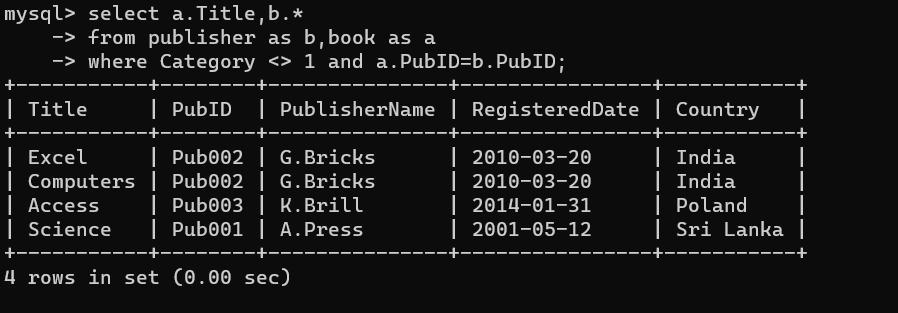 mysql> select a.Title,b.*
    -> from publisher as b,book as a
    -> where Category <> 1 and a.PubID=b.PubID;
+-----------+--------+---------------+----------------+-----------+
| Title     | PubID  | PublisherName | RegisteredDate | Country   |
+-----------+--------+---------------+----------------+-----------+
| Excel     | Pub002 | G.Bricks      | 2010-03-20     | India     |
| Computers | Pub002 | G.Bricks      | 2010-03-20     | India     |
| Access    | Pub003 | K.Brill       | 2014-01-31     | Poland    |
| Science   | Pub001 | A.Press       | 2001-05-12     | Sri Lanka |
+-----------+--------+---------------+----------------+-----------+
4 rows in set (0.00 sec)